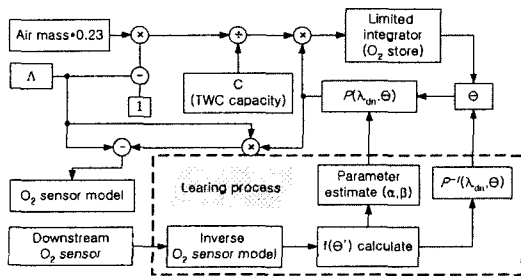 Air mass•0.23
×
÷
×
Limited
integrator
(O₂ store)
Λ
−
1
C
(TWC capacity)
P(λdn,Θ)
Θ
−
×
O₂ sensor model
Learing process
Parameter
estimate (α,β)
P⁻¹(λdn,Θ)
Downstream
O₂ sensor
Inverse
O₂ sensor model
f(Θ') calculate